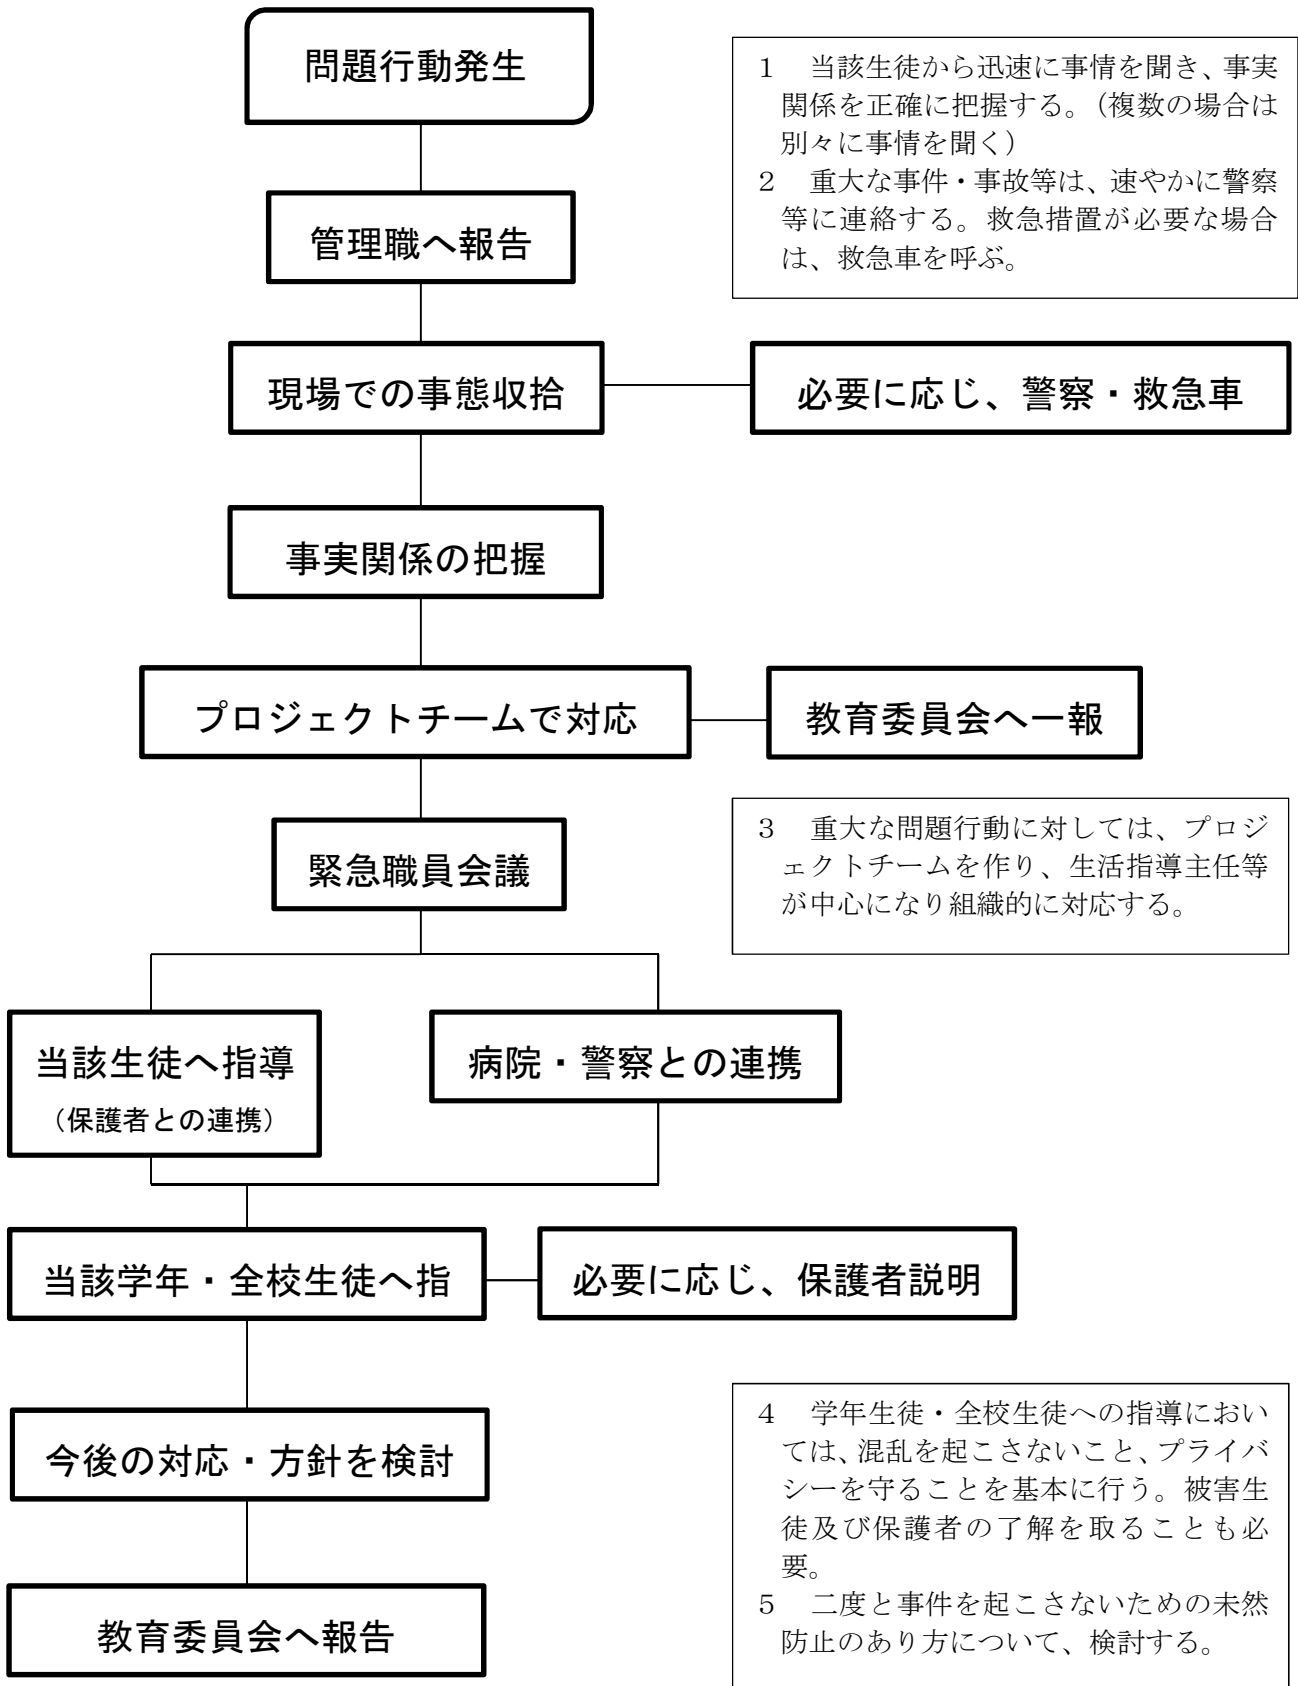 問題行動発生
１　当該生徒から迅速に事情を聞き、事実
関係を正確に把握する。（複数の場合は
別々に事情を聞く）
２　重大な事件・事故等は、速やかに警察
等に連絡する。救急措置が必要な場合
は、救急車を呼ぶ。
管理職へ報告
現場での事態収拾
必要に応じ、警察・救急車
事実関係の把握
プロジェクトチームで対応
教育委員会へ一報
３　重大な問題行動に対しては、プロジ
ェクトチームを作り、生活指導主任等
が中心になり組織的に対応する。
緊急職員会議
当該生徒へ指導
（保護者との連携）
病院・警察との連携
当該学年・全校生徒へ指
必要に応じ、保護者説明
４　学年生徒・全校生徒への指導におい
ては、混乱を起こさないこと、プライバ
シーを守ることを基本に行う。被害生
徒及び保護者の了解を取ることも必
要。
５　二度と事件を起こさないための未然
防止のあり方について、検討する。
今後の対応・方針を検討
教育委員会へ報告